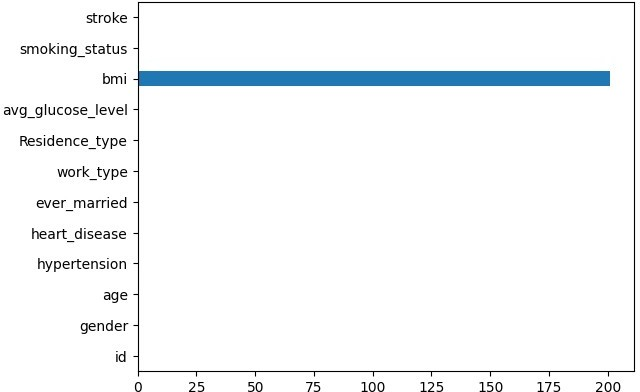 stroke
smoking_status
bmi
avg_glucose_level
Residence_type
work_type
ever_married
heart_disease
hypertension
age
gender
id
0 25 50 75 100 125 150 175 200